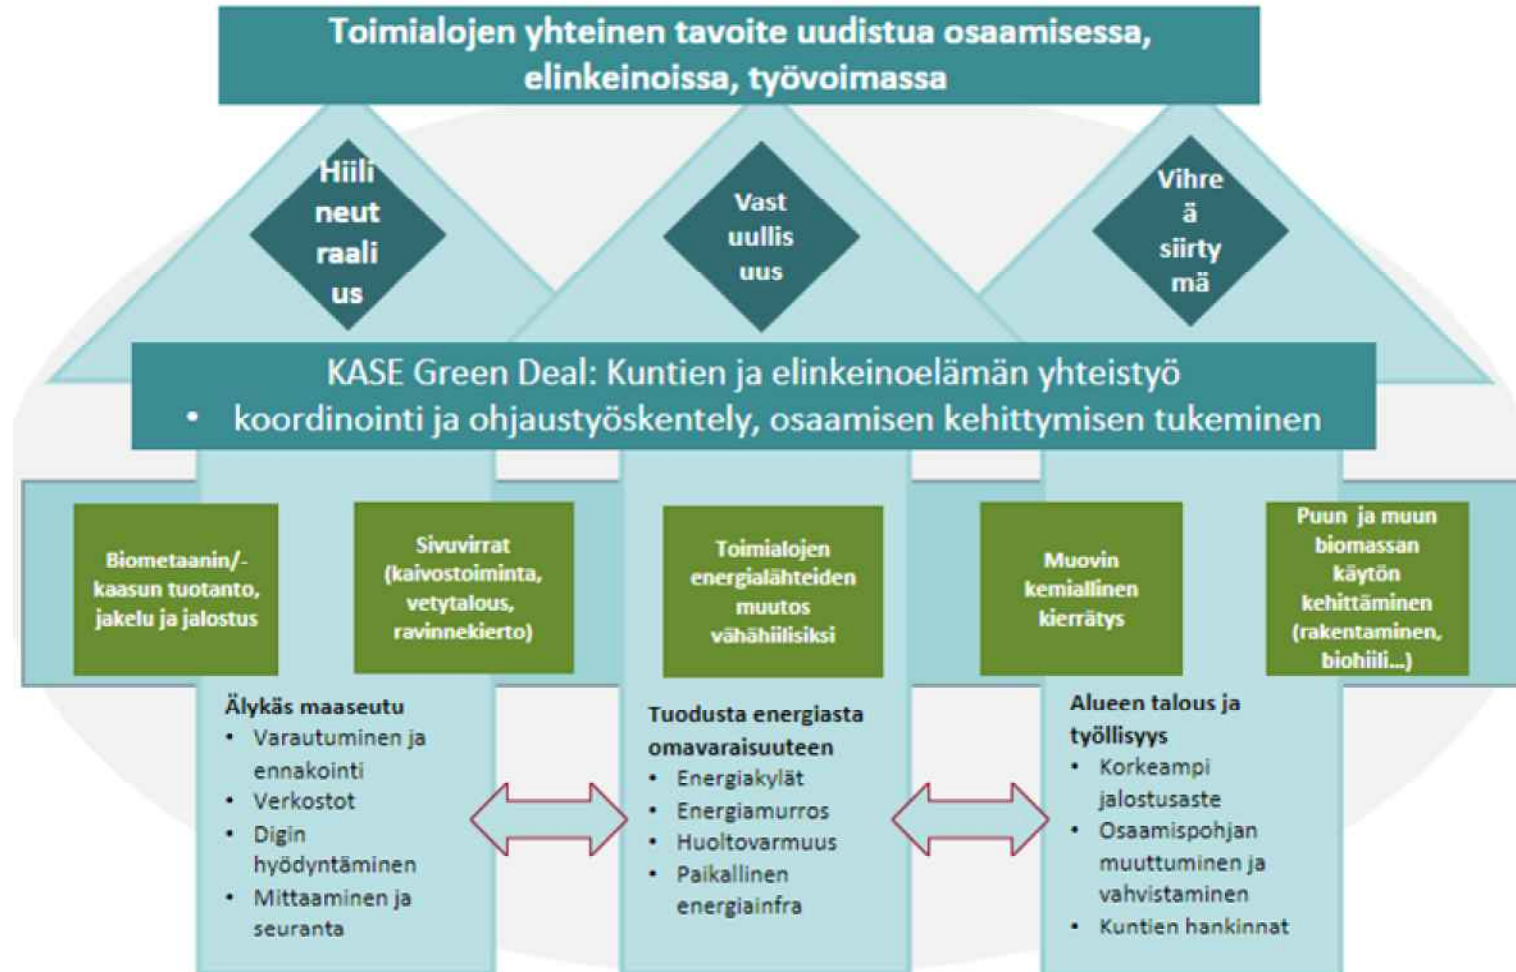 Toimialojen yhteinen tavoite uudistua osaamisessa,
elinkeinoissa, työvoimassa
Hiili
neut
raali
us
Vast
uullis
uus
Vihre
ä
siirty
mä
KASE Green Deal: Kuntien ja elinkeinoelämän yhteistyö
• koordinointi ja ohjaustyöskentely, osaamisen kehittymisen tukeminen
Biometaanin/-
kaasun tuotanto,
jakelu ja jalostus
Sivuvirrat
(kaivostoiminta,
vetytalous,
ravinnekierto)
Toimialojen
energialähteiden
muutos
vähähiilisiksi
Muovin
kemiallinen
kierrätys
Puun ja muun
biomassan
käytön
kehittäminen
(rakentaminen,
biohiili...)
Älykäs maaseutu
• Varautuminen ja
ennakointi
• Verkostot
• Digin
hyödyntäminen
• Mittaaminen ja
seuranta
Tuodusta energiasta
omavaraisuuteen
• Energiakylät
• Energiamurros
• Huoltovarmuus
• Paikallinen
energiainfra
Alueen talous ja
työllisyys
• Korkeampi
jalostusaste
• Osaamispohjan
muuttuminen ja
vahvistaminen
• Kuntien hankinnat